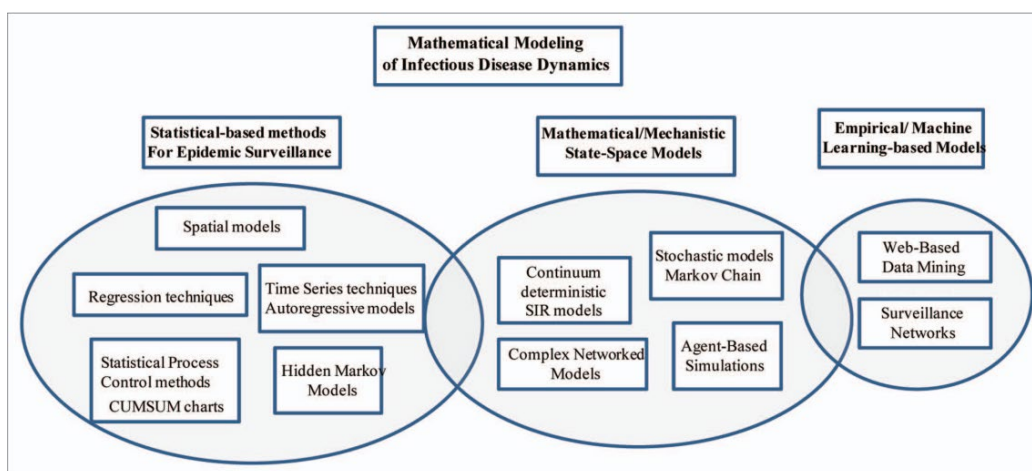 Mathematical Modeling
of Infectious Disease Dynamics
Statistical-based methods
For Epidemic Surveillance
Mathematical/Mechanistic
State-Space Models
Empirical/ Machine
Learning-based Models
Spatial models
Regression techniques
Time Series techniques
Autoregressive models
Statistical Process
Control methods
CUMSUM charts
Hidden Markov
Models
Continuum
deterministic
SIR models
Stochastic models
Markov Chain
Complex Networked
Models
Agent-Based
Simulations
Web-Based
Data Mining
Surveillance
Networks